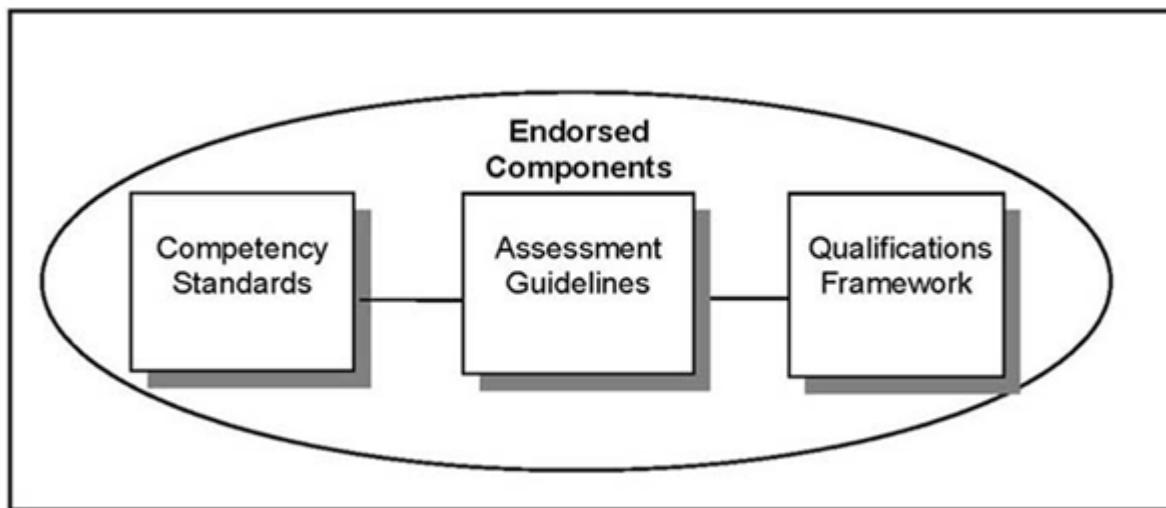 Endorsed
Components
Competency
Standards
Assessment
Guidelines
Qualifications
Framework